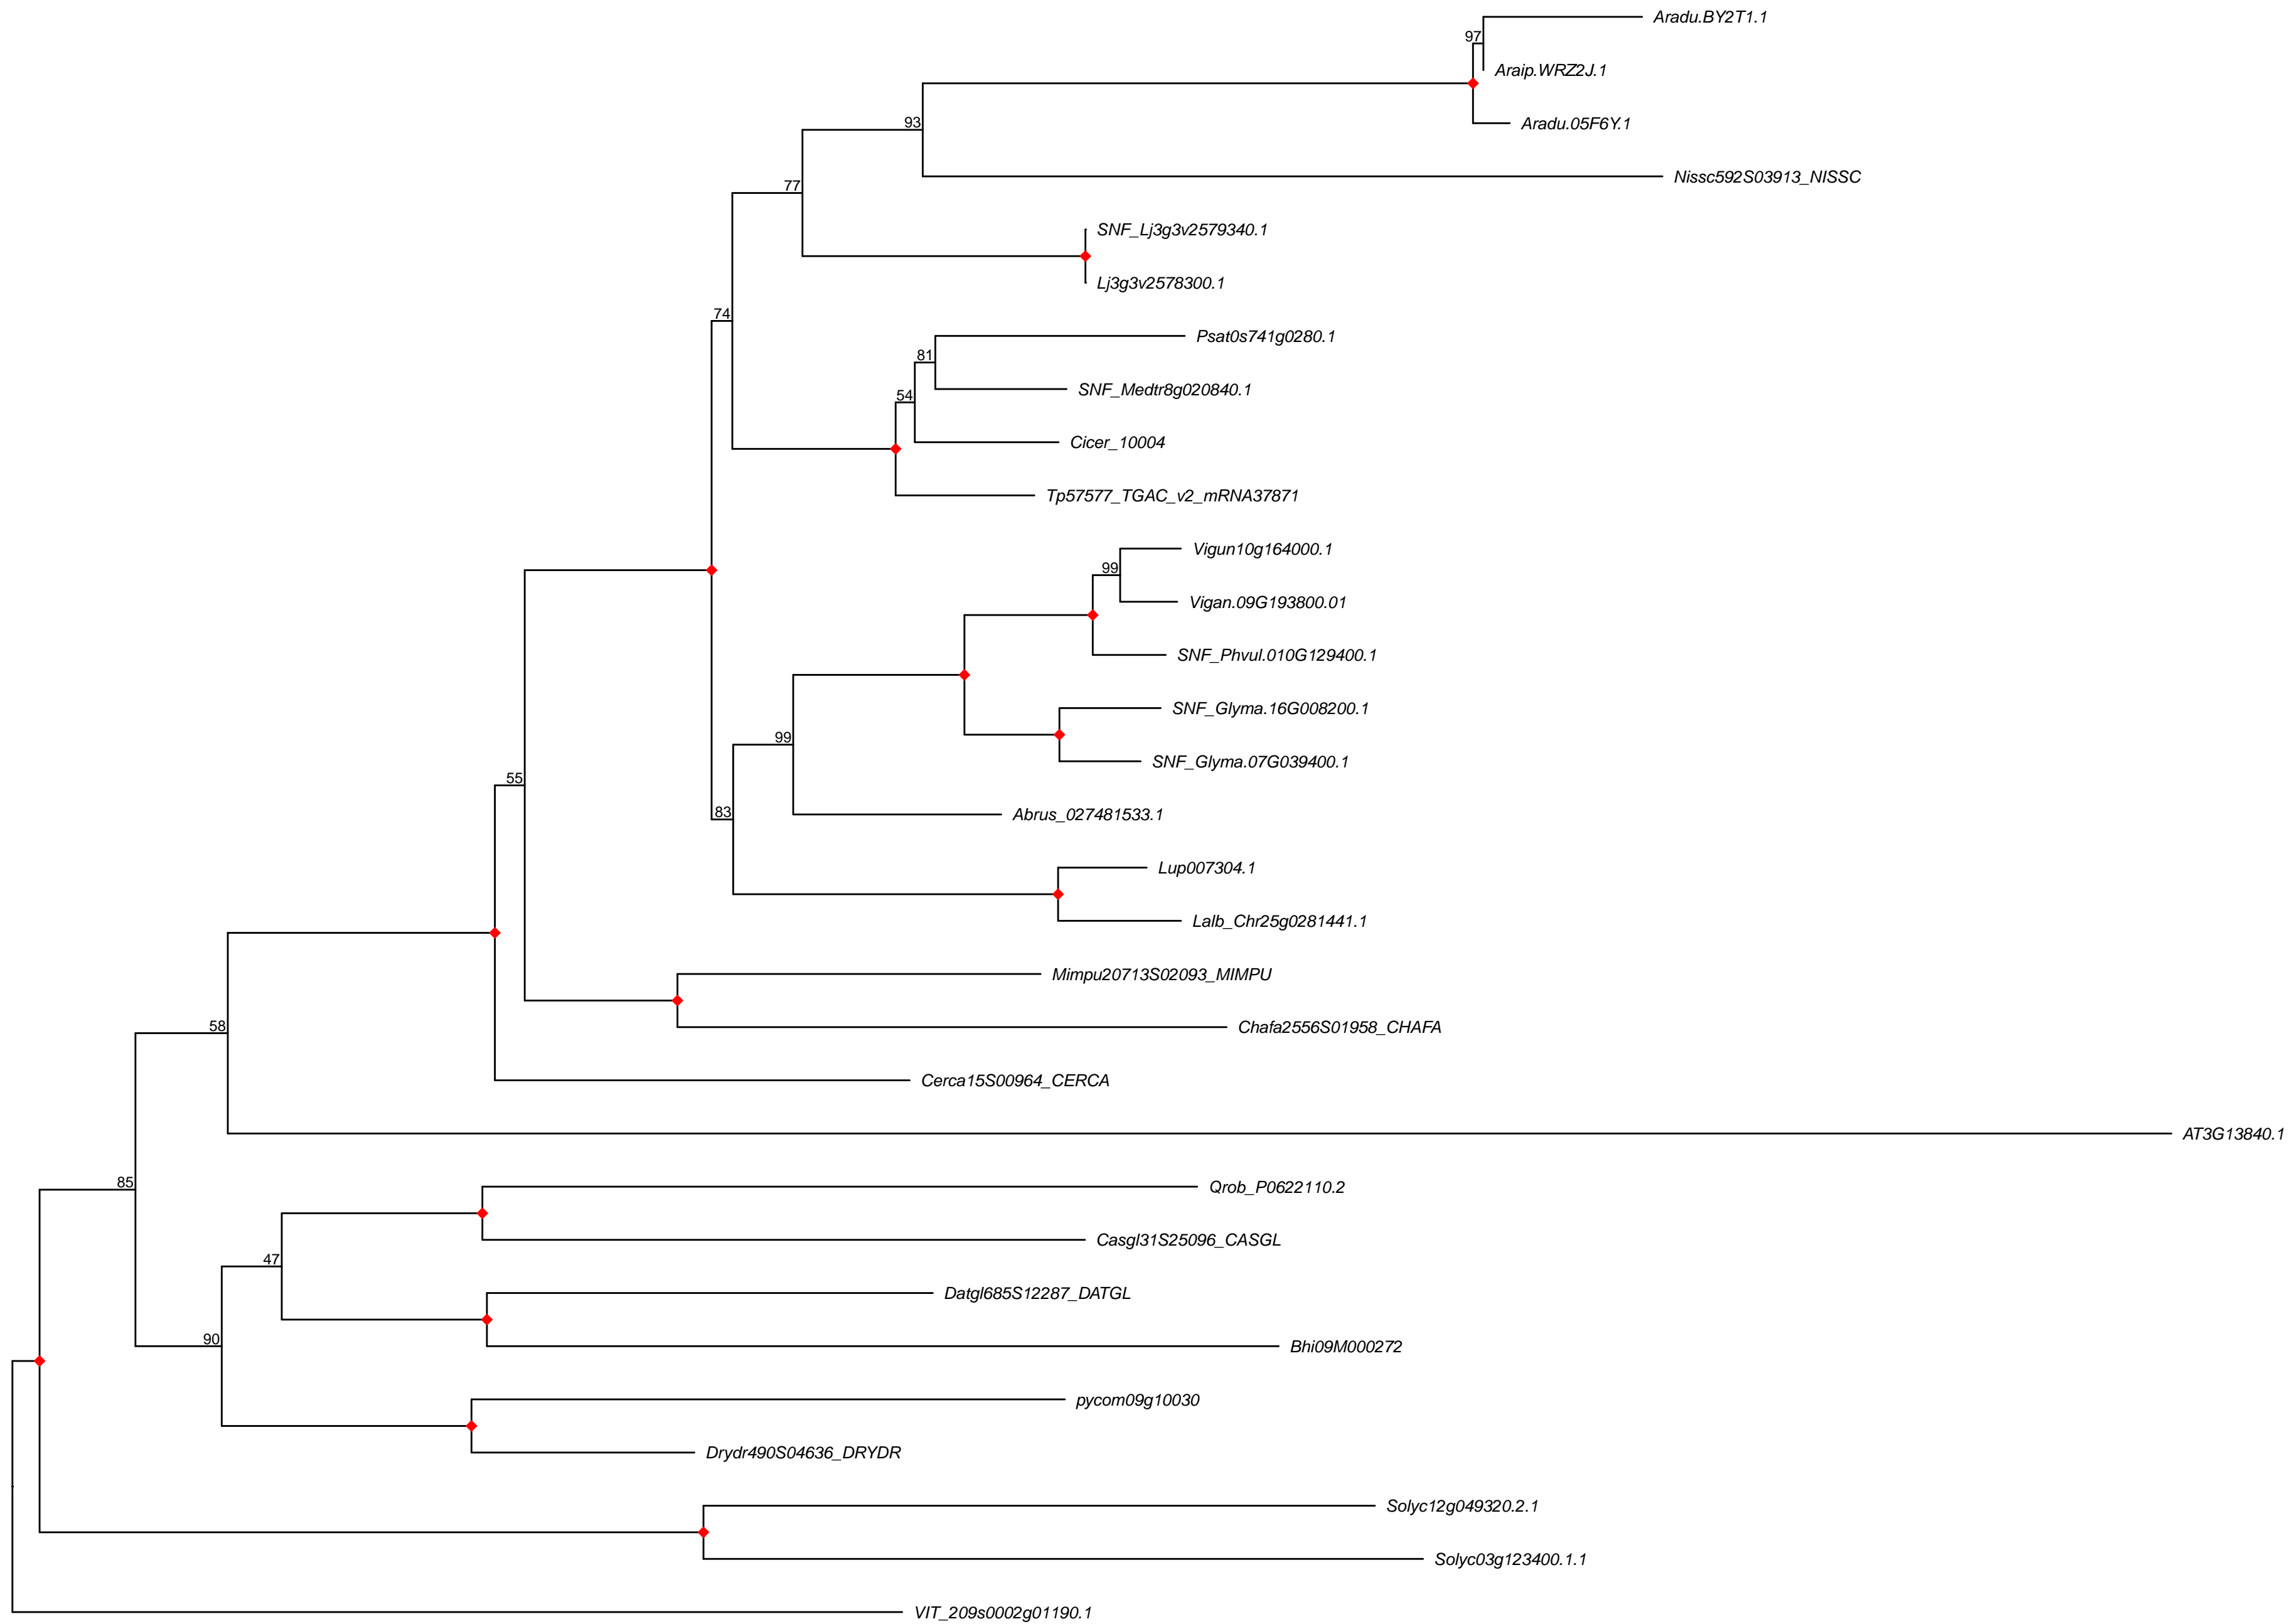 Aradu.BY2T1.1
97
Araip.WRZ2J.1
Aradu.05F6Y.1
93
Nissc592S03913_NISSC
77
SNF_Lj3g3v2579340.1
Lj3g3v2578300.1
74
Psat0s741g0280.1
81
SNF_Medtr8g020840.1
54
Cicer_10004
Tp57577_TGAC_v2_mRNA37871
Vigun10g164000.1
99
Vigan.09G193800.01
SNF_Phvul.010G129400.1
SNF_Glyma.16G008200.1
99
SNF_Glyma.07G039400.1
55
83
Abrus_027481533.1
Lup007304.1
Lalb_Chr25g0281441.1
Mimpu20713S02093_MIMPU
58
Chafa2556S01958_CHAFA
Cerca15S00964_CERCA
AT3G13840.1
85
Qrob_P0622110.2
Casgl31S25096_CASGL
47
Datgl685S12287_DATGL
90
Bhi09M000272
pycom09g10030
Drydr490S04636_DRYDR
Solyc12g049320.2.1
Solyc03g123400.1.1
VIT_209s0002g01190.1